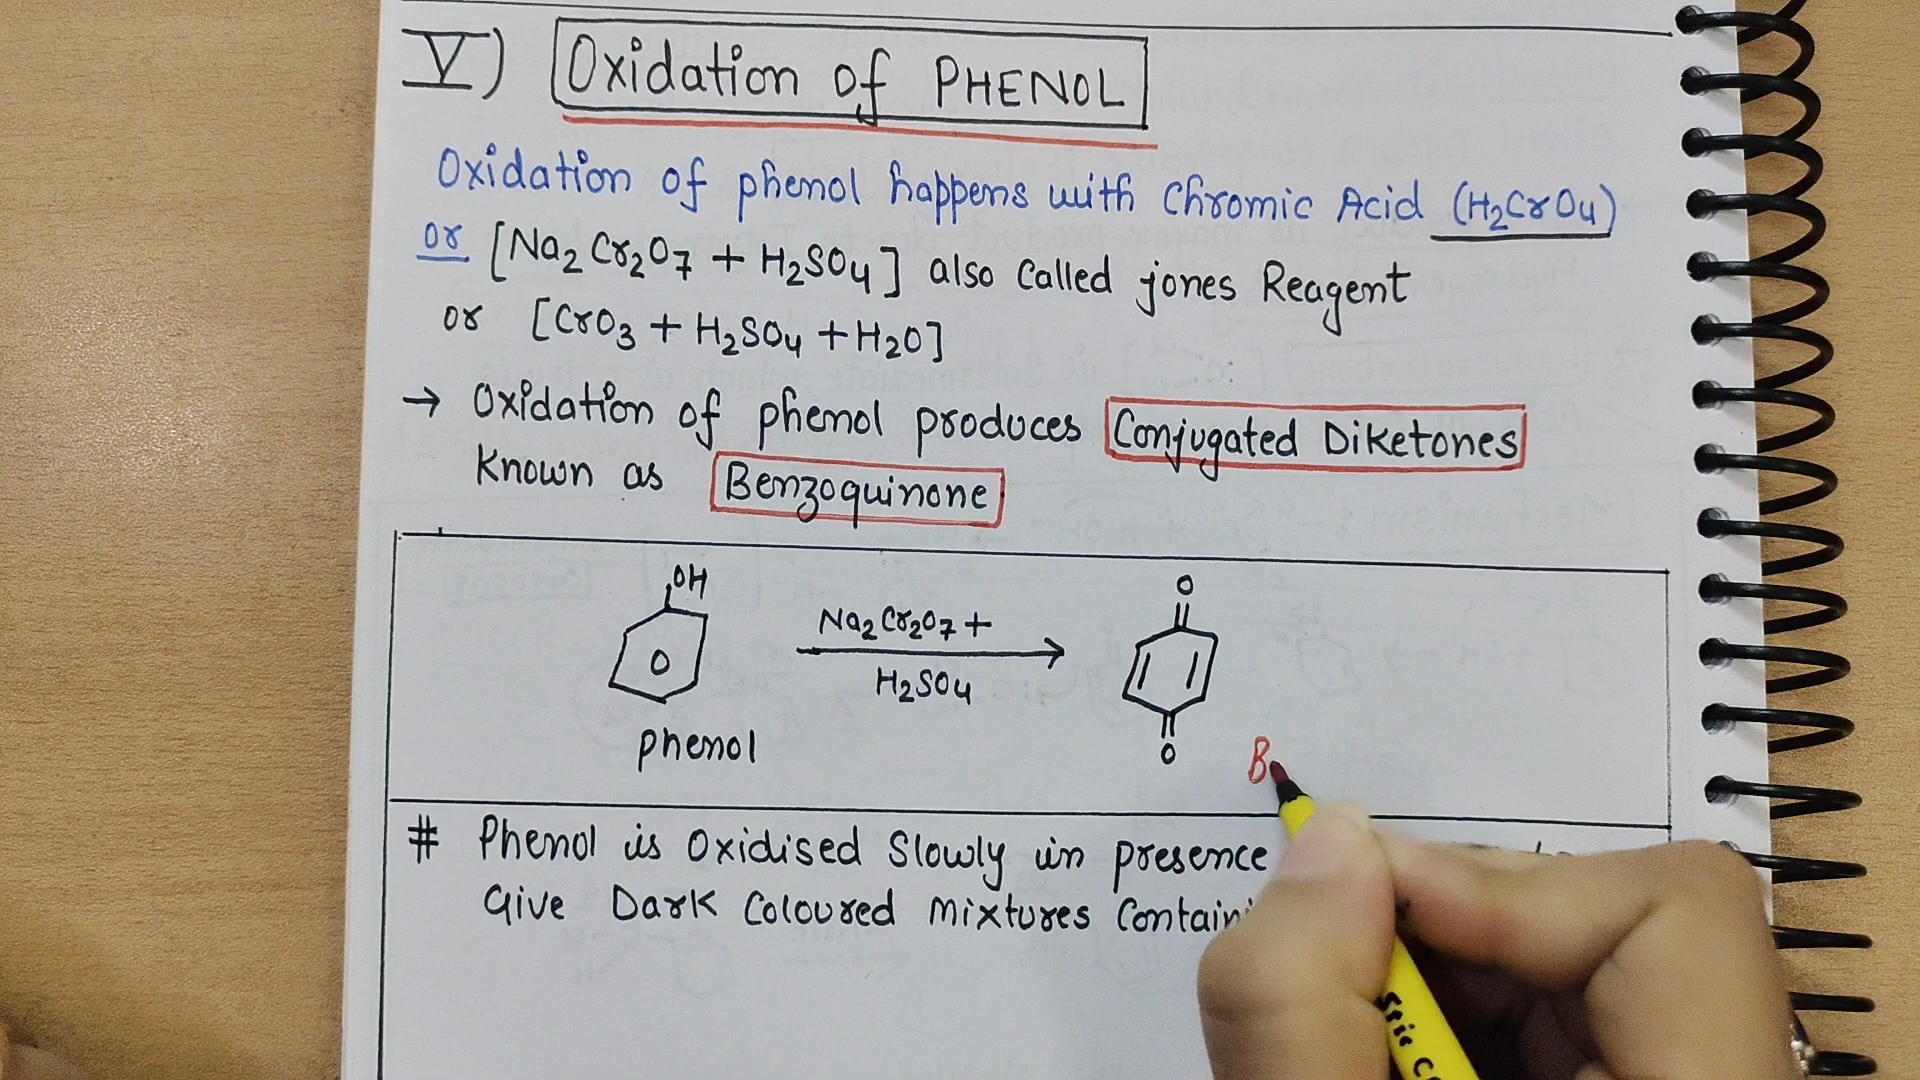 V) Oxidation of PHENOL
Oxidation of phenol happens with Chromic Acid (H2CrO4)
or [Na2Cr2O7 + H2SO4] also called jones Reagent
or [CrO3 + H2SO4 + H2O]
→ Oxidation of phenol produces Conjugated Diketones
Known as Benzoquinone
OH
Na2Cr2O7 +
H2SO4
O
O
phenol
B
# Phenol is Oxidised Slowly in presence
Give Dark Coloured mixtures